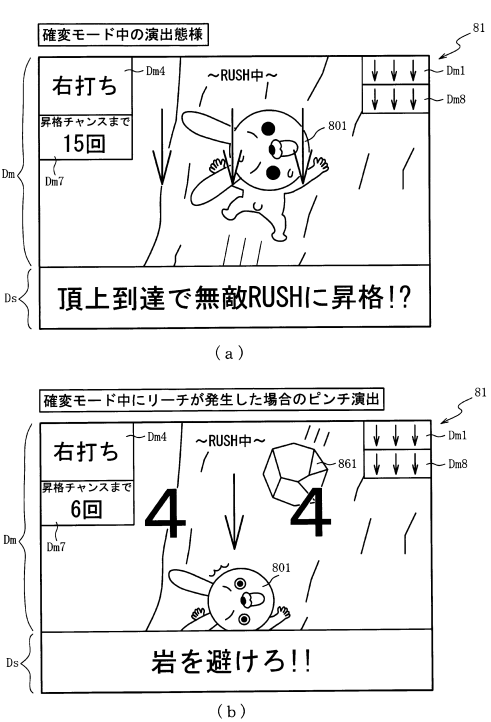 確変モード中の演出態様
81
右打ち
Dm4
～RUSH中～
Dm1
Dm8
昇格チャンスまで
15回
801
Dm
Dm7
Ds
頂上到達で無敵RUSHに昇格!?
(a)
確変モード中にリーチが発生した場合のピンチ演出
81
右打ち
Dm4
～RUSH中～
Dm1
861
Dm8
昇格チャンスまで
6回
4
4
Dm
Dm7
801
Ds
岩を避けろ!!
(b)